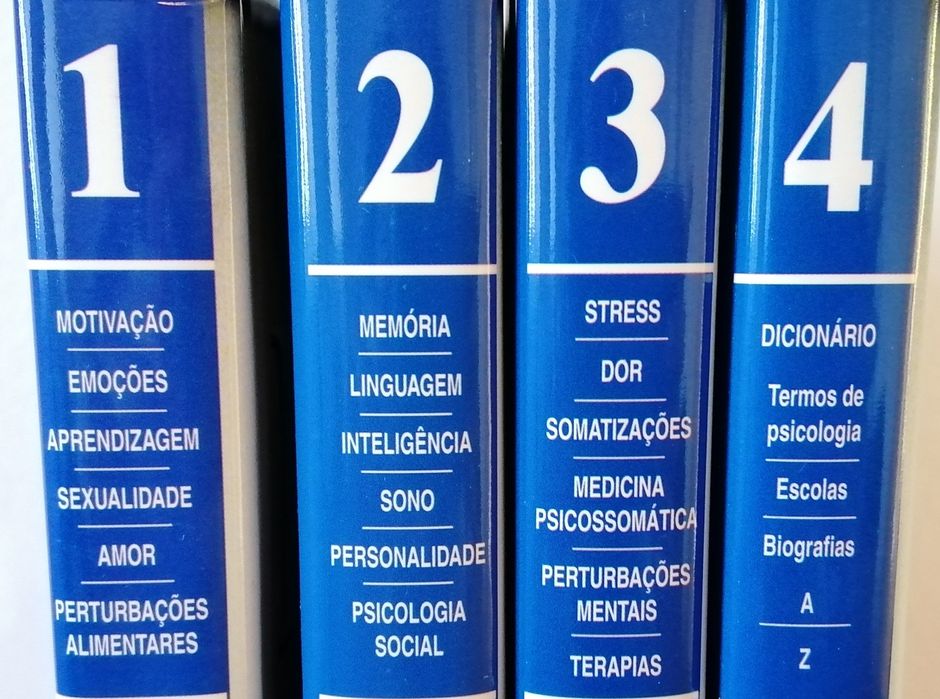 1
MOTIVAÇÃO
EMOÇÕES
APRENDIZAGEM
SEXUALIDADE
AMOR
PERTURBAÇÕES
ALIMENTARES
2
MEMÓRIA
LINGUAGEM
INTELIGÊNCIA
SONO
PERSONALIDADE
PSICOLOGIA
SOCIAL
3
STRESS
DOR
SOMATIZAÇÕES
MEDICINA
PSICOSSOMÁTICA
PERTURBAÇÕES
MENTAIS
TERAPIAS
4
DICIONÁRIO
Termos de
psicologia
Escolas
Biografias
A
Z